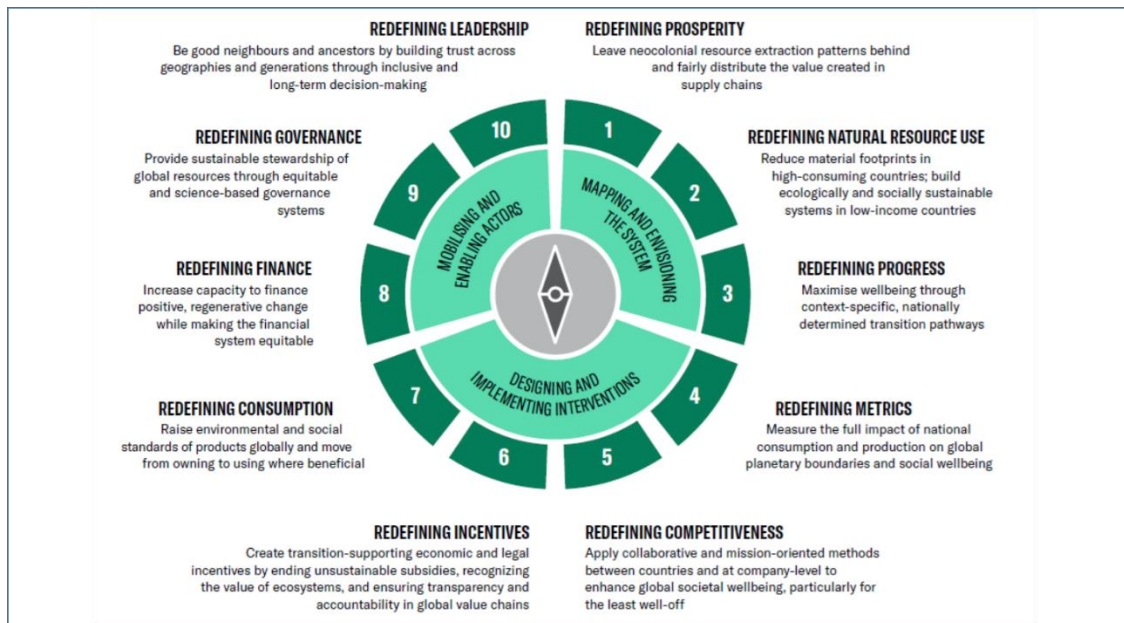 REDEFINING LEADERSHIP
Be good neighbours and ancestors by building trust across
geographies and generations through inclusive and
long-term decision-making
REDEFINING PROSPERITY
Leave neocolonial resource extraction patterns behind
and fairly distribute the value created in
supply chains
REDEFINING GOVERNANCE
Provide sustainable stewardship of
global resources through equitable
and science-based governance
systems
REDEFINING NATURAL RESOURCE USE
Reduce material footprints in
high-consuming countries; build
ecologically and socially sustainable
systems in low-income countries
REDEFINING FINANCE
Increase capacity to finance
positive, regenerative change
while making the financial
system equitable
REDEFINING PROGRESS
Maximise wellbeing through
context-specific, nationally
determined transition pathways
REDEFINING CONSUMPTION
Raise environmental and social
standards of products globally and move
from owning to using where beneficial
REDEFINING METRICS
Measure the full impact of national
consumption and production on global
planetary boundaries and social wellbeing
REDEFINING INCENTIVES
Create transition-supporting economic and legal
incentives by ending unsustainable subsidies, recognizing
the value of ecosystems, and ensuring transparency and
accountability in global value chains
REDEFINING COMPETITIVENESS
Apply collaborative and mission-oriented methods
between countries and at company-level to
enhance global societal wellbeing, particularly for
the least well-off
10
1
9
2
8
3
7
4
6
5
MOBILISING AND
ENABLING ACTORS
MAPPING AND ENVISIONING
THE SYSTEM
DESIGNING AND
IMPLEMENTING INTERVENTIONS